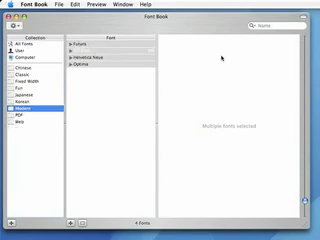 Font Book File Edit Preview Window Help
Font Book
Name
Collection
Font
All Fonts
User
Computer
Chinese
Classic
Fixed Width
Fun
Japanese
Korean
Modern
PDF
Web
Futura
Helvetica Neue
Optima
Multiple fonts selected
4 Fonts